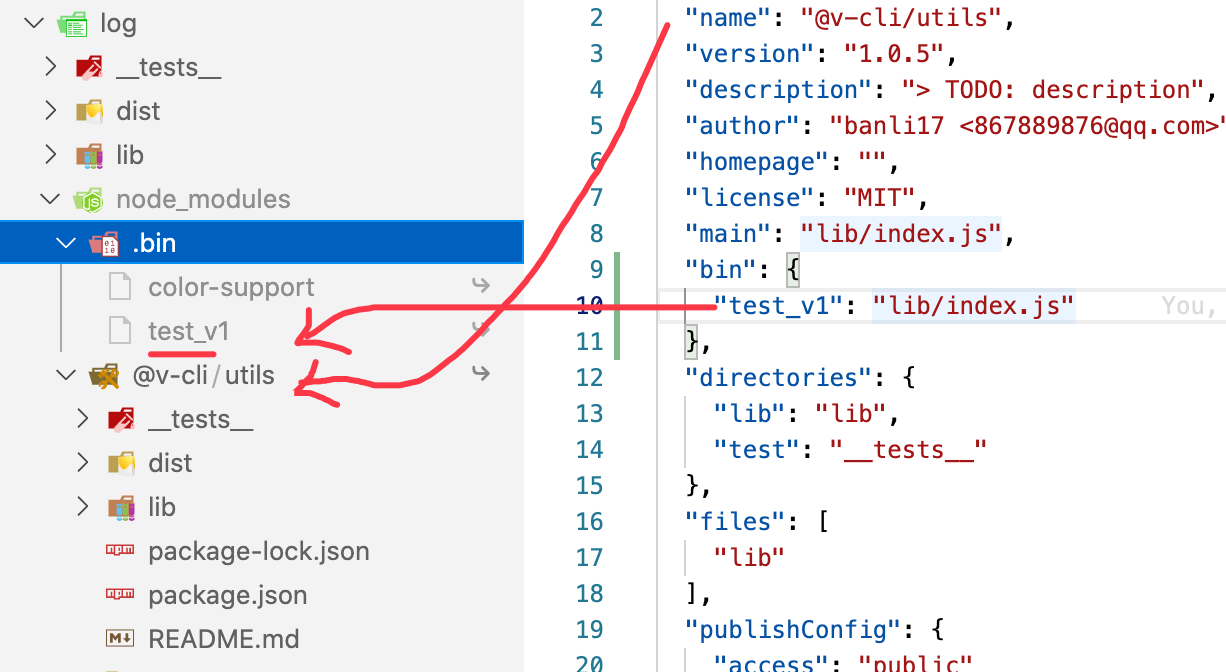 log
__tests__
dist
lib
node_modules
.bin
color-support
test_v1
@v-cli/utils
__tests__
dist
lib
package-lock.json
package.json
README.md
2 "name": "@v-cli/utils",
3 "version": "1.0.5",
4 "description": "> TODO: description",
5 "author": "banli17 <867889876@qq.com>"
6 "homepage": "",
7 "license": "MIT",
8 "main": "lib/index.js",
9 "bin": {
10 "test_v1": "lib/index.js" You,
11 },
12 "directories": {
13 "lib": "lib",
14 "test": "__tests__"
15 },
16 "files": [
17 "lib"
18 ],
19 "publishConfig": {
20 "access": "public"